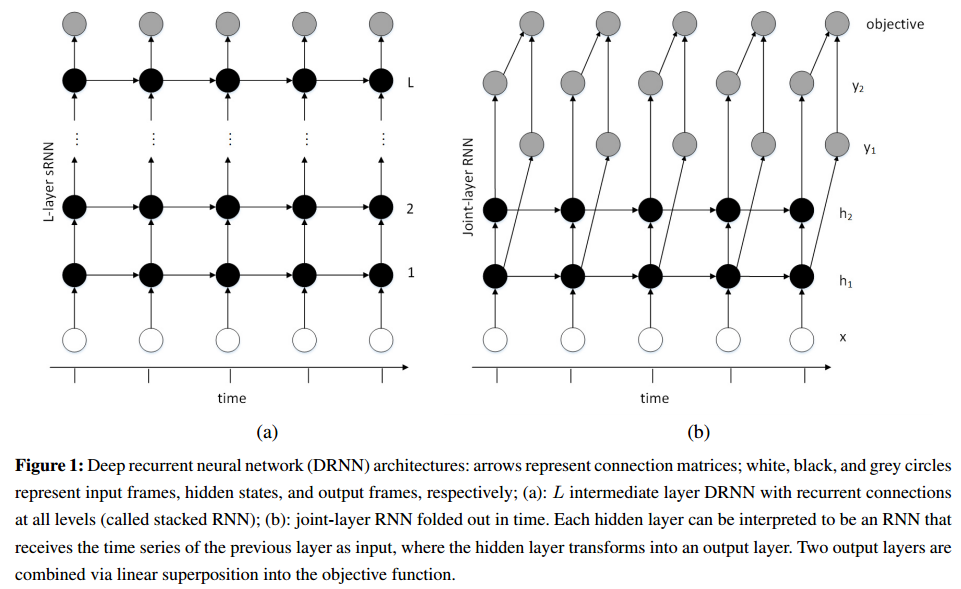 L-layer sRNN
L
⋮ ⋮ ⋮ ⋮ ⋮
2
1
time
(a)
Joint-layer RNN
objective
y₂
y₁
h₂
h₁
x
time
(b)
Figure 1: Deep recurrent neural network (DRNN) architectures: arrows represent connection matrices; white, black, and grey circles
represent input frames, hidden states, and output frames, respectively; (a): L intermediate layer DRNN with recurrent connections
at all levels (called stacked RNN); (b): joint-layer RNN folded out in time. Each hidden layer can be interpreted to be an RNN that
receives the time series of the previous layer as input, where the hidden layer transforms into an output layer. Two output layers are
combined via linear superposition into the objective function.